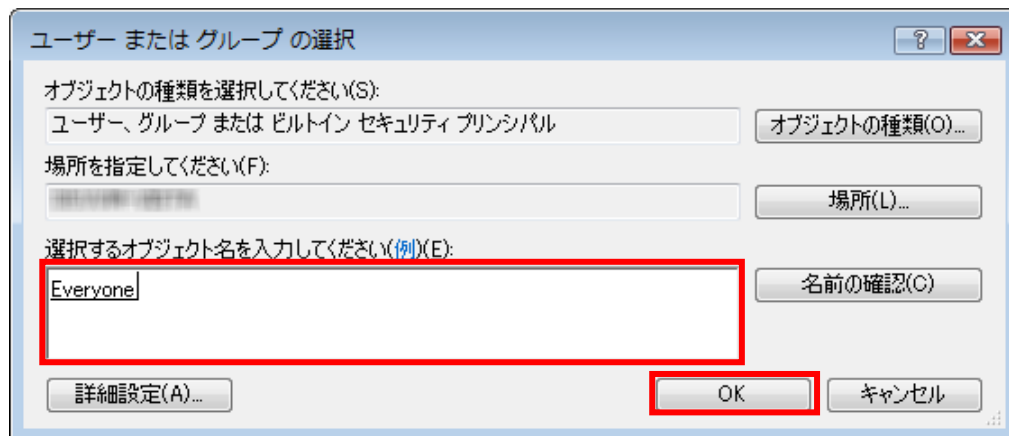 ユーザー または グループ の選択
オブジェクトの種類を選択してください(S):
ユーザー、グループ または ビルトイン セキュリティ プリンシパル
オブジェクトの種類(O)...
場所を指定してください(F):
場所(L)...
選択するオブジェクト名を入力してください(例)(E):
Everyone
名前の確認(C)
詳細設定(A)...
OK
キャンセル